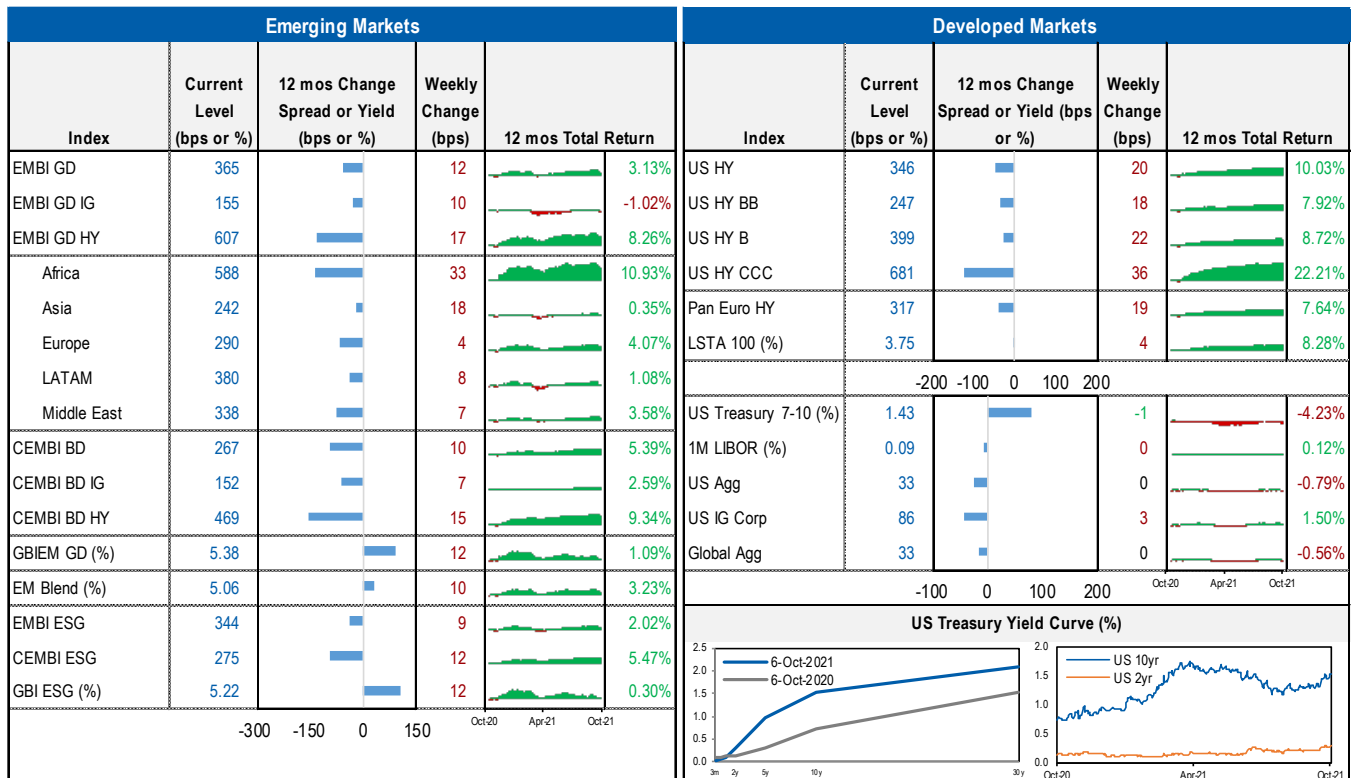 Emerging Markets
Index
Current Level (bps or %)
12 mos Change Spread or Yield (bps or %)
Weekly Change (bps)
12 mos Total Return
EMBI GD 365 12 3.13%
EMBI GD IG 155 10 -1.02%
EMBI GD HY 607 17 8.26%
Africa 588 33 10.93%
Asia 242 18 0.35%
Europe 290 4 4.07%
LATAM 380 8 1.08%
Middle East 338 7 3.58%
CEMBI BD 267 10 5.39%
CEMBI BD IG 152 7 2.59%
CEMBI BD HY 469 15 9.34%
GBIEM GD (%) 5.38 12 1.09%
EM Blend (%) 5.06 10 3.23%
EMBI ESG 344 9 2.02%
CEMBI ESG 275 12 5.47%
GBI ESG (%) 5.22 12 0.30%
Oct-20 Apr-21 Oct-21
-300 -150 0 150
Developed Markets
Index
Current Level (bps or %)
12 mos Change Spread or Yield (bps or %)
Weekly Change (bps)
12 mos Total Return
US HY 346 20 10.03%
US HY BB 247 18 7.92%
US HY B 399 22 8.72%
US HY CCC 681 36 22.21%
Pan Euro HY 317 19 7.64%
LSTA 100 (%) 3.75 4 8.28%
-200 -100 0 100 200
US Treasury 7-10 (%) 1.43 -1 -4.23%
1M LIBOR (%) 0.09 0 0.12%
US Agg 33 0 -0.79%
US IG Corp 86 3 1.50%
Global Agg 33 0 -0.56%
Oct-20 Apr-21 Oct-21
-100 0 100 200
US Treasury Yield Curve (%)
2.5
2.0
1.5
1.0
0.5
0.0
6-Oct-2021
6-Oct-2020
3m 2y 5y 10y 30y
2.0
1.5
1.0
0.5
0.0
US 10yr
US 2yr
Oct-20 Apr-21 Oct-21